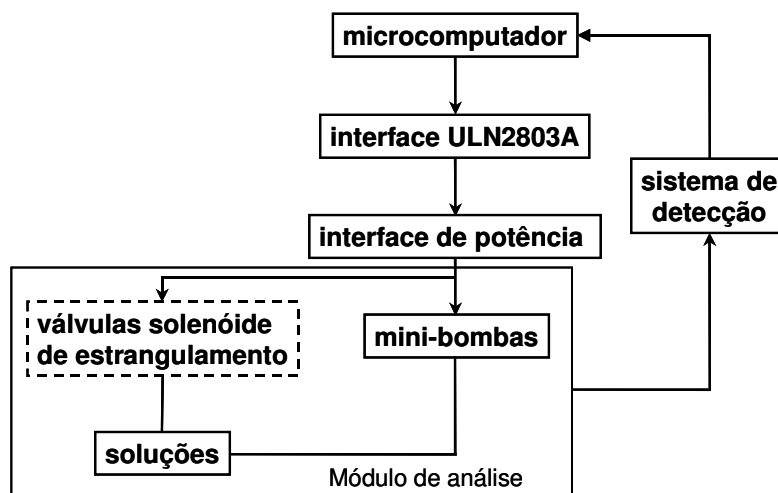 microcomputador
interface ULN2803A
sistema de
detecção
interface de potência
válvulas solenóide
de estrangulamento
mini-bombas
soluções
Módulo de análise